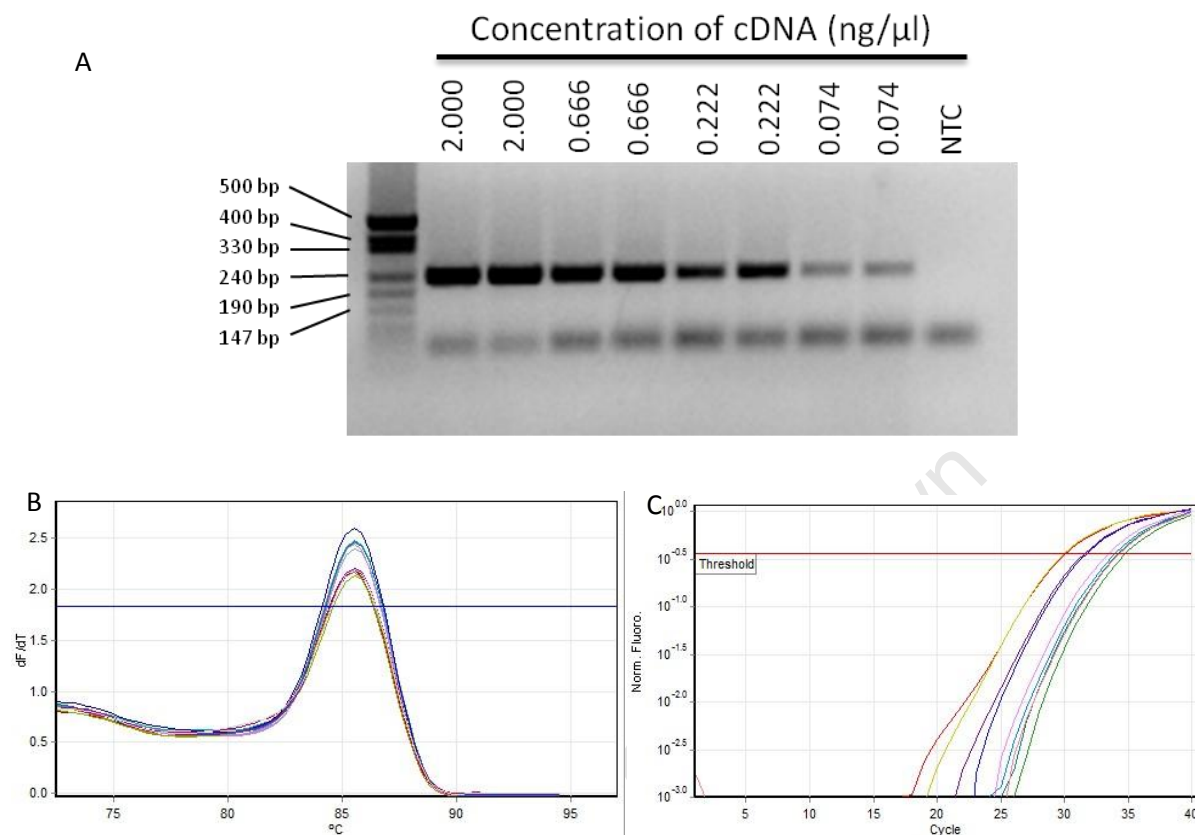 Concentration of cDNA (ng/µl)
A
2.000
2.000
0.666
0.666
0.222
0.222
0.074
0.074
NTC
500 bp
400 bp
330 bp
240 bp
190 bp
147 bp
B
2.5
2.0
1.5
1.0
0.5
0.0
dF/dT
75
80
85
90
95
ºC
C
10^0.0
10^-0.5
10^-1.0
10^-1.5
10^-2.0
10^-2.5
10^-3.0
Threshold
Norm. Fluoro.
5
10
15
20
25
30
35
40
Cycle
wn